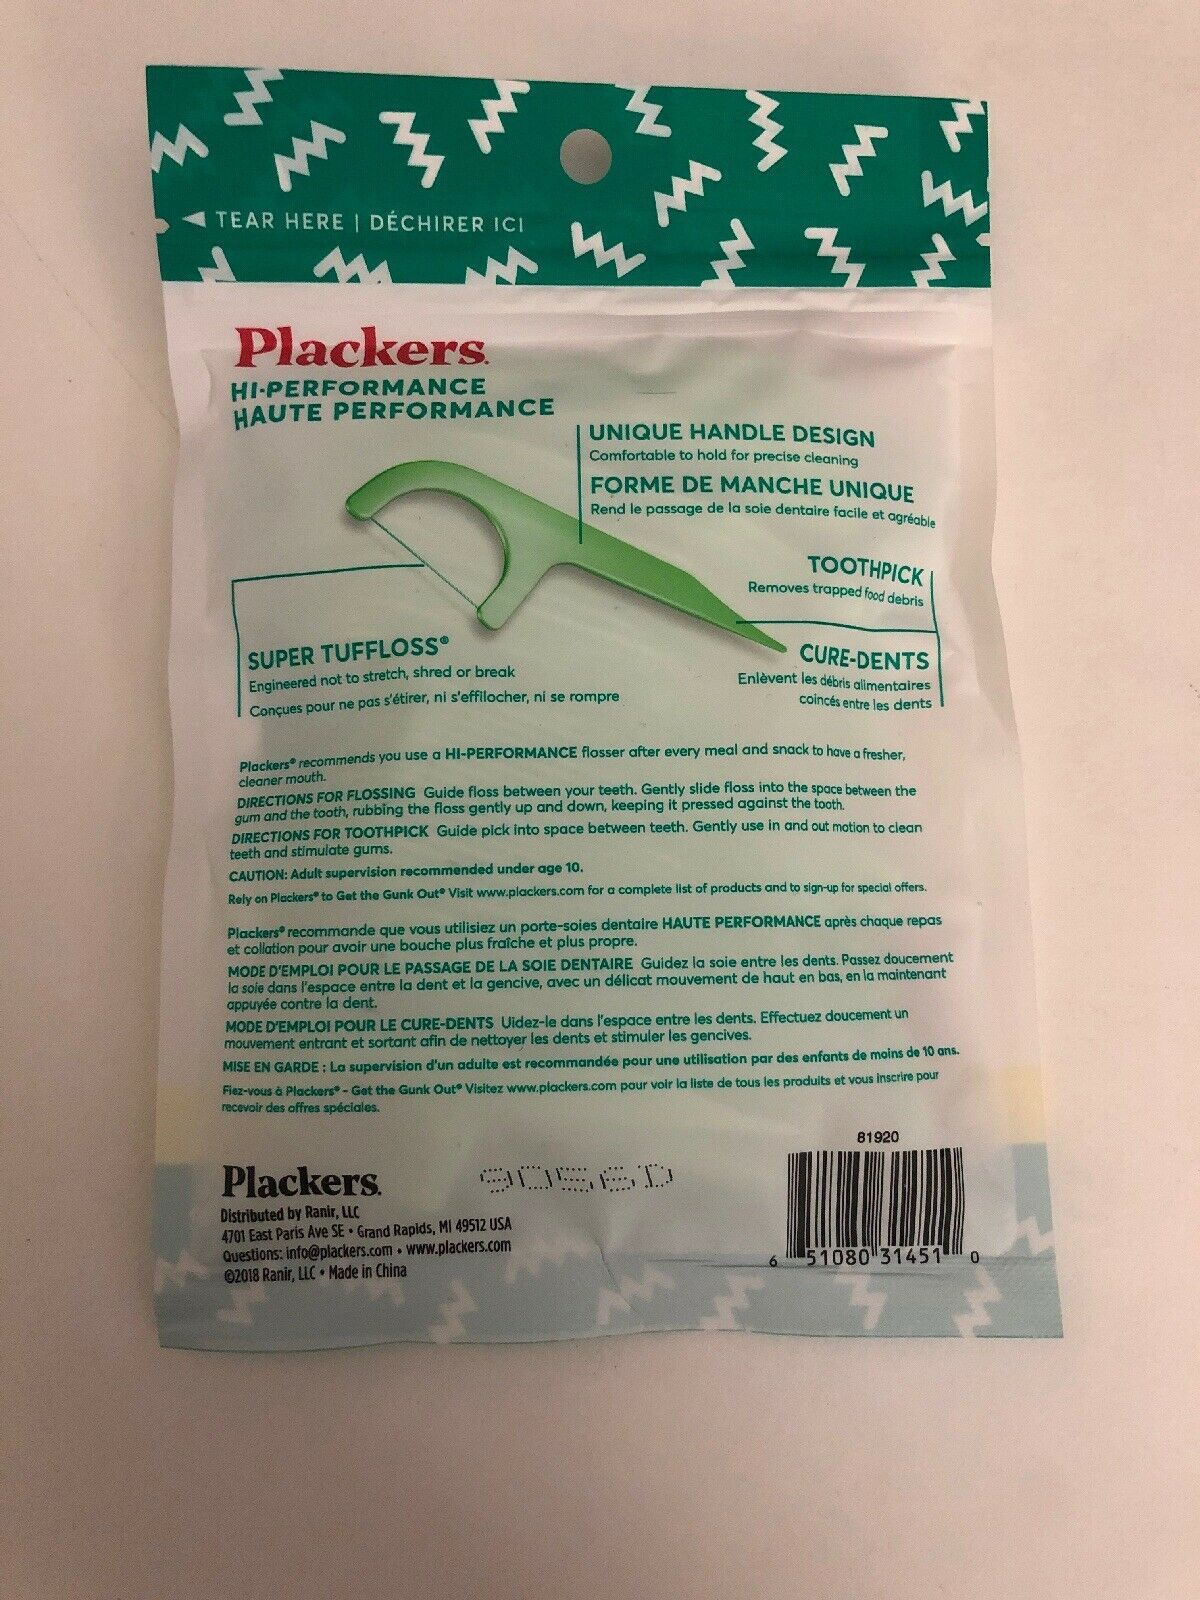 ◀ TEAR HERE | DÉCHIRER ICI
Plackers.
HI-PERFORMANCE
HAUTE PERFORMANCE
UNIQUE HANDLE DESIGN
Comfortable to hold for precise cleaning
FORME DE MANCHE UNIQUE
Rend le passage de la soie dentaire facile et agréable
TOOTHPICK
Removes trapped food debris
CURE-DENTS
Enlèvent les débris alimentaires
coincés entre les dents
SUPER TUFFLOSS®
Engineered not to stretch, shred or break
Conçues pour ne pas s'étirer, ni s'effilocher, ni se rompre
Plackers® recommends you use a HI-PERFORMANCE flosser after every meal and snack to have a fresher,
cleaner mouth.
DIRECTIONS FOR FLOSSING Guide floss between your teeth. Gently slide floss into the space between the
gum and the tooth, rubbing the floss gently up and down, keeping it pressed against the tooth.
DIRECTIONS FOR TOOTHPICK Guide pick into space between teeth. Gently use in and out motion to clean
teeth and stimulate gums.
CAUTION: Adult supervision recommended under age 10.
Rely on Plackers® to Get the Gunk Out® Visit www.plackers.com for a complete list of products and to sign-up for special offers.
Plackers® recommande que vous utilisiez un porte-soies dentaire HAUTE PERFORMANCE après chaque repas
et collation pour avoir une bouche plus fraîche et plus propre.
MODE D'EMPLOI POUR LE PASSAGE DE LA SOIE DENTAIRE Guidez la soie entre les dents. Passez doucement
la soie dans l'espace entre la dent et la gencive, avec un délicat mouvement de haut en bas, en la maintenant
appuyée contre la dent.
MODE D'EMPLOI POUR LE CURE-DENTS Uidez-le dans l'espace entre les dents. Effectuez doucement un
mouvement entrant et sortant afin de nettoyer les dents et stimuler les gencives.
MISE EN GARDE : La supervision d'un adulte est recommandée pour une utilisation par des enfants de moins de 10 ans.
Fiez-vous à Plackers® - Get the Gunk Out® Visitez www.plackers.com pour voir la liste de tous les produits et vous inscrire pour
recevoir des offres spéciales.
Plackers.
Distributed by Ranir, LLC
4701 East Paris Ave SE • Grand Rapids, MI 49512 USA
Questions: info@plackers.com • www.plackers.com
©2018 Ranir, LLC • Made in China
9056D
81920
6 51080 31451 0